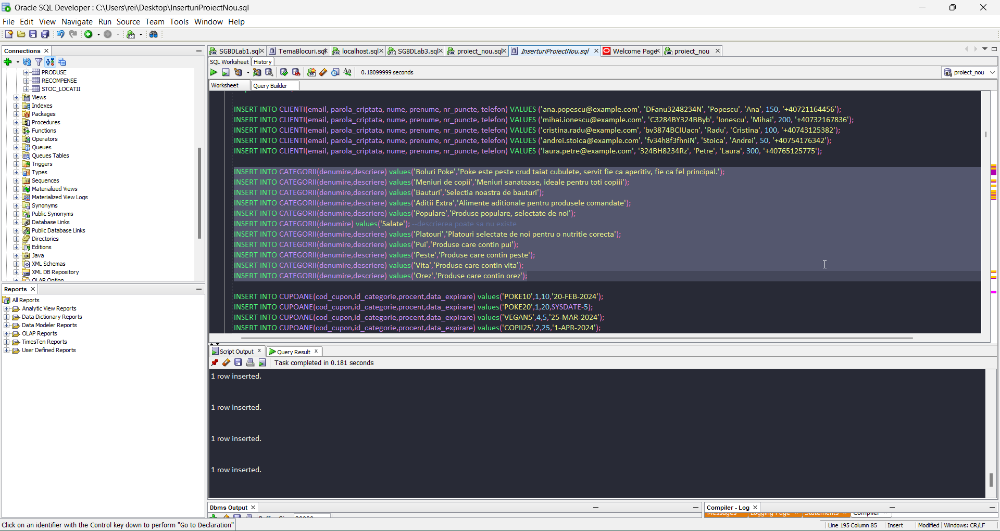 Oracle SQL Developer : C:\Users\rei\Desktop\InserturiProiectNou.sql
File Edit View Navigate Run Source Team Tools Window Help
Connections
PRODUSE
RECOMPENSE
STOC_LOCATII
Views
Indexes
Packages
Procedures
Functions
Operators
Queues
Queues Tables
Triggers
Types
Sequences
Materialized Views
Materialized View Logs
Synonyms
Public Synonyms
Database Links
Public Database Links
Directories
Editions
Java
XML Schemas
XML DB Repository
OLAP Option
Reports
All Reports
Analytic View Reports
Data Dictionary Reports
Data Modeler Reports
OLAP Reports
TimesTen Reports
User Defined Reports
SGBDLab1.sql TemaBlocuri.sql localhost.sql SGBDLab3.sql proiect_nou.sql InserturiProiectNou.sql Welcome Page proiect_nou
SQL Worksheet History
0.18099999 seconds
proiect_nou
Worksheet Query Builder
INSERT INTO CLIENTI(email, parola_criptata, nume, prenume, nr_puncte, telefon) VALUES ('ana.popescu@example.com', 'DFanu3248234N', 'Popescu', 'Ana', 150, '+40721164456');
INSERT INTO CLIENTI(email, parola_criptata, nume, prenume, nr_puncte, telefon) VALUES ('mihai.ionescu@example.com', 'C3284BY324BByb', 'Ionescu', 'Mihai', 200, '+40732167836');
INSERT INTO CLIENTI(email, parola_criptata, nume, prenume, nr_puncte, telefon) VALUES ('cristina.radu@example.com', 'bv3874BCIUacn', 'Radu', 'Cristina', 100, '+40743125382');
INSERT INTO CLIENTI(email, parola_criptata, nume, prenume, nr_puncte, telefon) VALUES ('andrei.stoica@example.com', 'fv34h8f3fhniN', 'Stoica', 'Andrei', 50, '+40754176342');
INSERT INTO CLIENTI(email, parola_criptata, nume, prenume, nr_puncte, telefon) VALUES ('laura.petre@example.com', '324BH8234Rz', 'Petre', 'Laura', 300, '+40765125775');
INSERT INTO CATEGORII(denumire,descriere) values('Boluri Poke','Poke este peste crud taiat cubulete, servit fie ca aperitiv, fie ca fel principal.');
INSERT INTO CATEGORII(denumire,descriere) values('Meniuri de copii','Meniuri sanatoase, ideale pentru toti copiii');
INSERT INTO CATEGORII(denumire,descriere) values('Bauturi','Selectia noastra de bauturi');
INSERT INTO CATEGORII(denumire,descriere) values('Aditii Extra','Alimente aditionale pentru produsele comandate');
INSERT INTO CATEGORII(denumire,descriere) values('Populare','Produse populare, selectate de noi');
INSERT INTO CATEGORII(denumire) values('Salate'); --descrierea poate sa nu existe
INSERT INTO CATEGORII(denumire,descriere) values('Platouri','Platouri selectate de noi pentru o nutritie corecta');
INSERT INTO CATEGORII(denumire,descriere) values('Pui','Produse care contin pui');
INSERT INTO CATEGORII(denumire,descriere) values('Peste','Produse care contin peste');
INSERT INTO CATEGORII(denumire,descriere) values('Vita','Produse care contin vita');
INSERT INTO CATEGORII(denumire,descriere) values('Orez','Produse care contin orez');
INSERT INTO CUPOANE(cod_cupon,id_categorie,procent,data_expirare) values('POKE10',1,10,'20-FEB-2024');
INSERT INTO CUPOANE(cod_cupon,id_categorie,procent,data_expirare) values('POKE20',1,20,SYSDATE-5);
INSERT INTO CUPOANE(cod_cupon,id_categorie,procent,data_expirare) values('VEGAN5',4,5,'25-MAR-2024');
INSERT INTO CUPOANE(cod_cupon,id_categorie,procent,data_expirare) values('COPII25',2,25,'1-APR-2024');
Script Output Query Result
Task completed in 0.181 seconds
1 row inserted.
1 row inserted.
1 row inserted.
1 row inserted.
Dbms Output
Compiler - Log
Messages Logging Page Statements Compiler
Click on an identifier with the Control key down to perform "Go to Declaration"
Line 195 Column 85 Insert Modified Windows: CR/LF